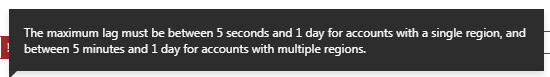 The maximum lag must be between 5 seconds and 1 day for accounts with a single region, and
between 5 minutes and 1 day for accounts with multiple regions.